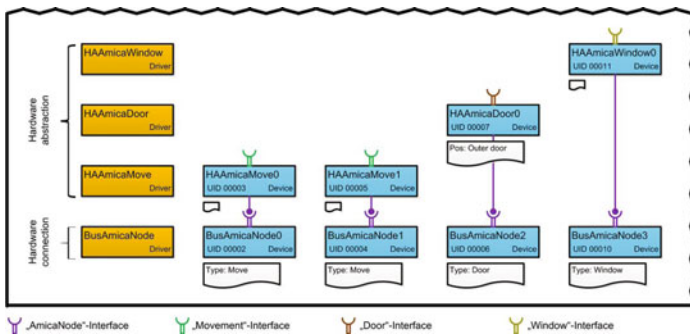 HAAmicaWindow
Driver
HAAmicaWindow0
UID 00011 Device
Hardware
abstraction
HAAmicaDoor
Driver
HAAmicaDoor0
UID 00007 Device
Pos: Outer door
HAAmicaMove
Driver
HAAmicaMove0
UID 00003 Device
HAAmicaMove1
UID 00005 Device
Hardware
connection
BusAmicaNode
Driver
BusAmicaNode0
UID 00002 Device
Type: Move
BusAmicaNode1
UID 00004 Device
Type: Move
BusAmicaNode2
UID 00006 Device
Type: Door
BusAmicaNode3
UID 00010 Device
Type: Window
„AmicaNode"-Interface
„Movement"-Interface
„Door"-Interface
„Window"-Interface